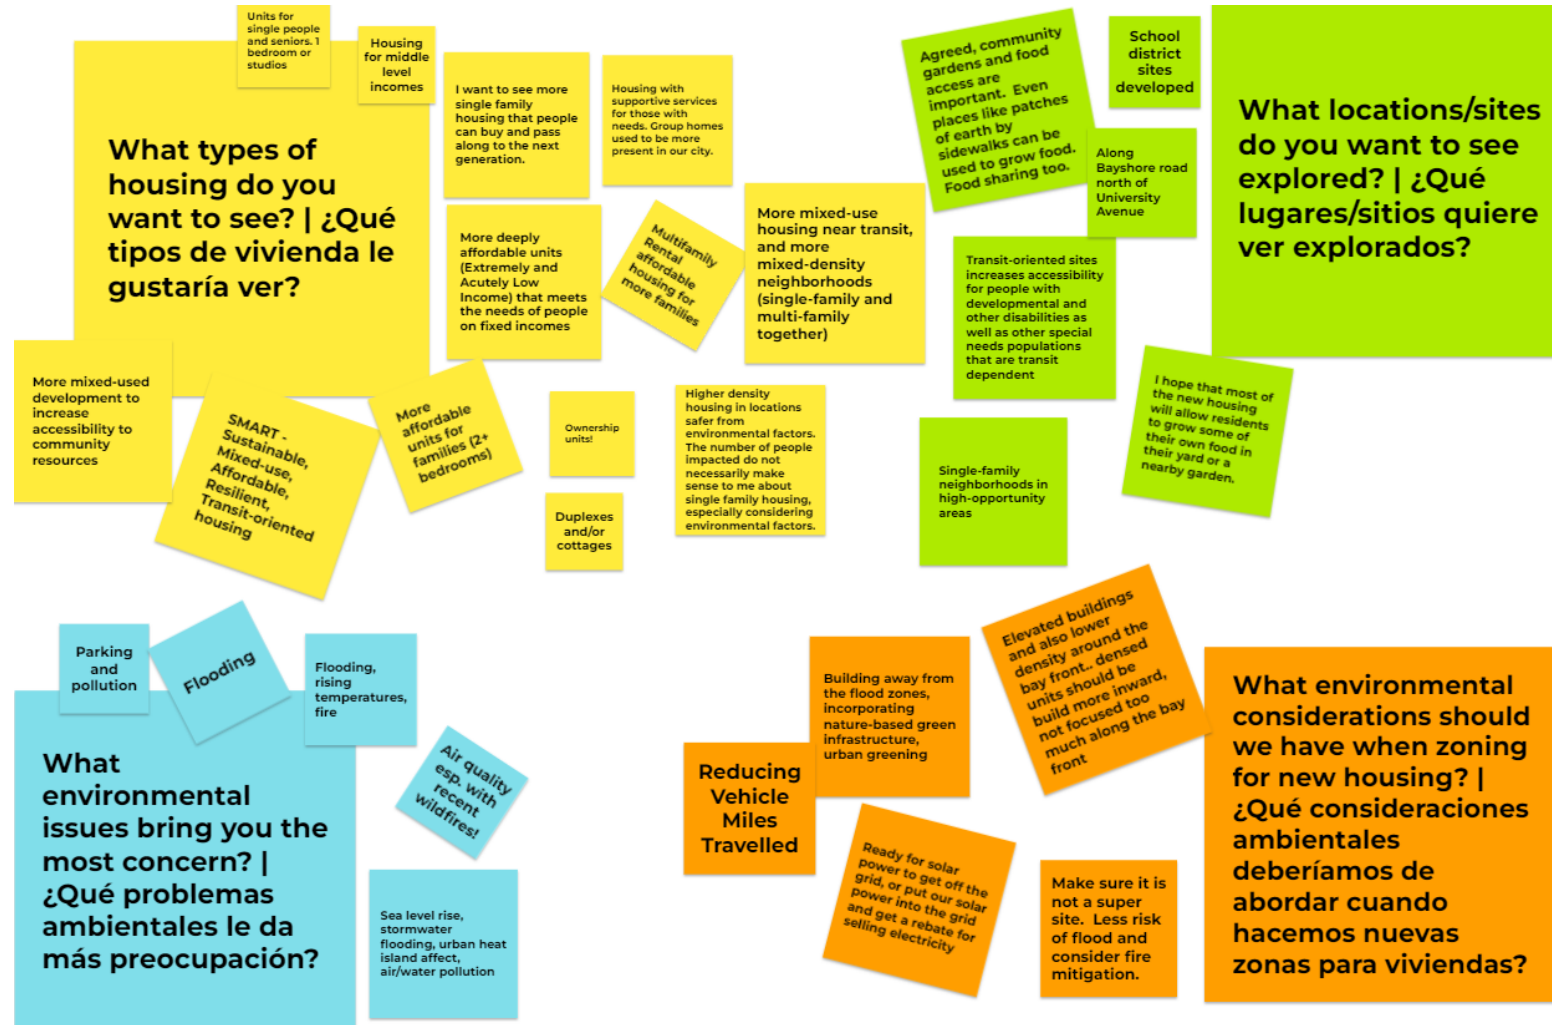 What types of
housing do you
want to see? | ¿Qué
tipos de vivienda le
gustaría ver?
Units for
single people
and seniors. 1
bedroom or
studios
Housing
for middle
level
incomes
I want to see more
single family
housing that people
can buy and pass
along to the next
generation.
Housing with
supportive services
for those with
needs. Group homes
used to be more
present in our city.
More deeply
affordable units
(Extremely and
Acutely Low
Income) that meets
the needs of people
on fixed incomes
Multifamily
Rental
affordable
housing for
more families
More mixed-use
housing near transit,
and more
mixed-density
neighborhoods
(single-family and
multi-family
together)
More mixed-used
development to
increase
accessibility to
community
resources
SMART -
Sustainable,
Mixed-use,
Affordable,
Resilient,
Transit-oriented
housing
More
affordable
units for
families (2+
bedrooms)
Ownership
units!
Duplexes
and/or
cottages
Higher density
housing in locations
safer from
environmental factors.
The number of people
impacted do not
necessarily make
sense to me about
single family housing,
especially considering
environmental factors.
Agreed, community
gardens and food
access are
important. Even
places like patches
of earth by
sidewalks can be
used to grow food.
Food sharing too.
School
district
sites
developed
Along
Bayshore road
north of
University
Avenue
What locations/sites
do you want to see
explored? | ¿Qué
lugares/sitios quiere
ver explorados?
Transit-oriented sites
increases accessibility
for people with
developmental and
other disabilities as
well as other special
needs populations
that are transit
dependent
I hope that most of
the new housing
will allow residents
to grow some of
their own food in
their yard or a
nearby garden.
Single-family
neighborhoods in
high-opportunity
areas
Parking
and
pollution
Flooding
Flooding,
rising
temperatures,
fire
What
environmental
issues bring you the
most concern? |
¿Qué problemas
ambientales le da
más preocupación?
Air quality
esp. with
recent
wildfires!
Sea level rise,
stormwater
flooding, urban heat
island affect,
air/water pollution
Building away from
the flood zones,
incorporating
nature-based green
infrastructure,
urban greening
Elevated buildings
and also lower
density around the
bay front.. densed
units should be
build more inward,
not focused too
much along the bay
front
Reducing
Vehicle
Miles
Travelled
Ready for solar
power to get off the
grid, or put our solar
power into the grid
and get a rebate for
selling electricity
Make sure it is
not a super
site. Less risk
of flood and
consider fire
mitigation.
What environmental
considerations should
we have when zoning
for new housing? |
¿Qué consideraciones
ambientales
deberíamos de
abordar cuando
hacemos nuevas
zonas para viviendas?